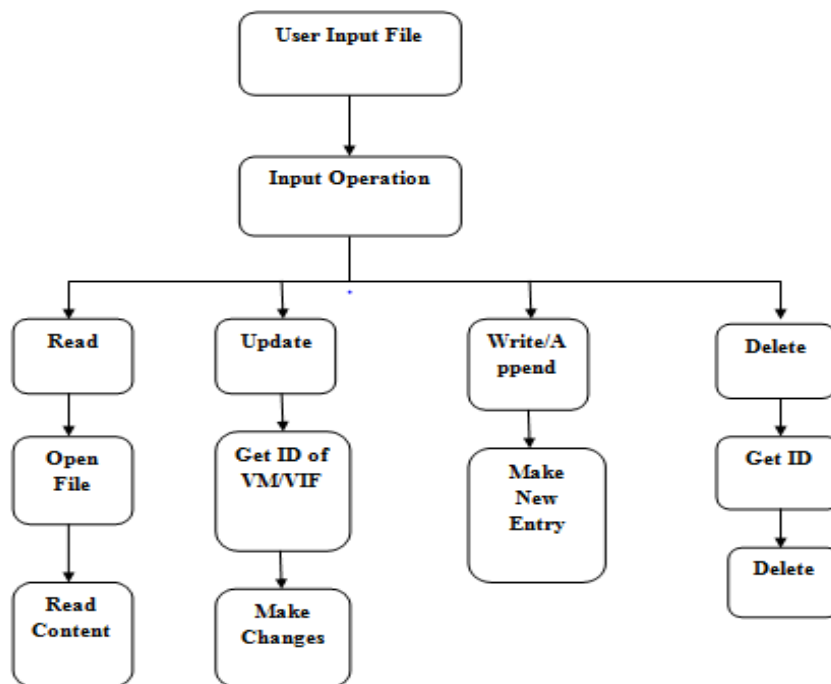 User Input File
Input Operation
Read
Update
Write/A
ppend
Delete
Open
File
Get ID of
VM/VIF
Make
New
Entry
Get ID
Read
Content
Make
Changes
Delete